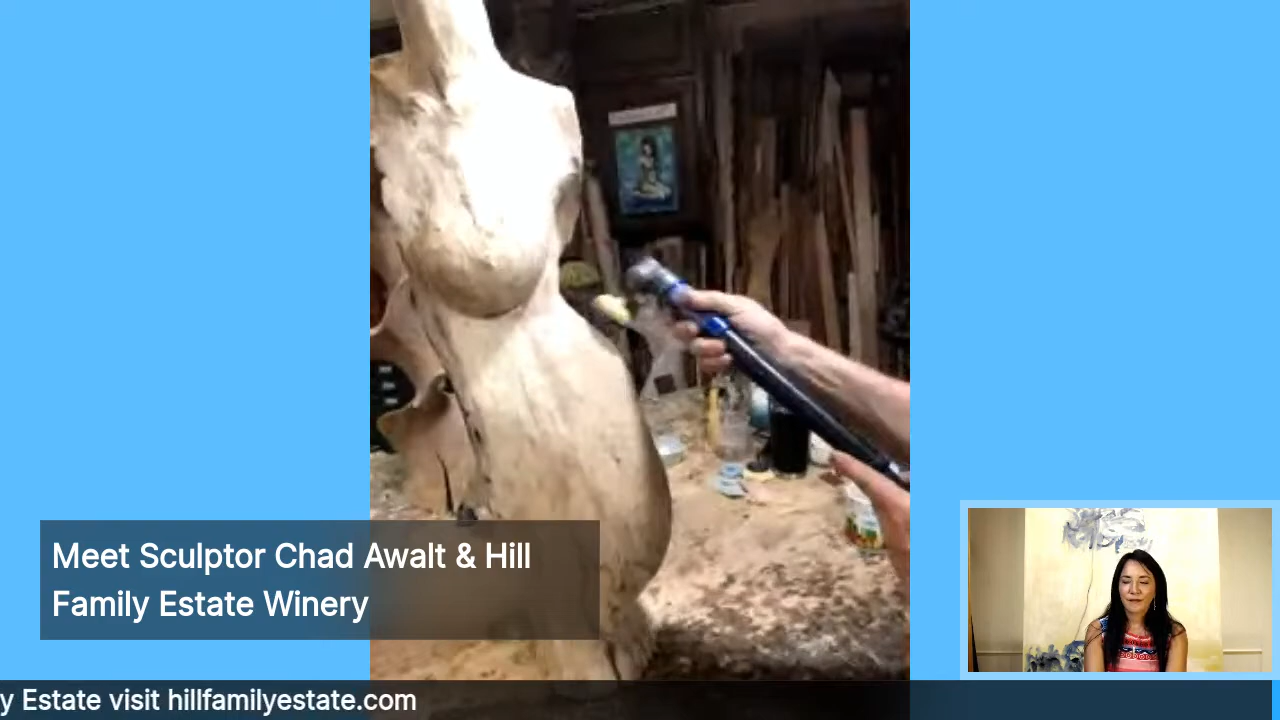 Meet Sculptor Chad Awalt & Hill
Family Estate Winery
y Estate visit hillfamilyestate.com